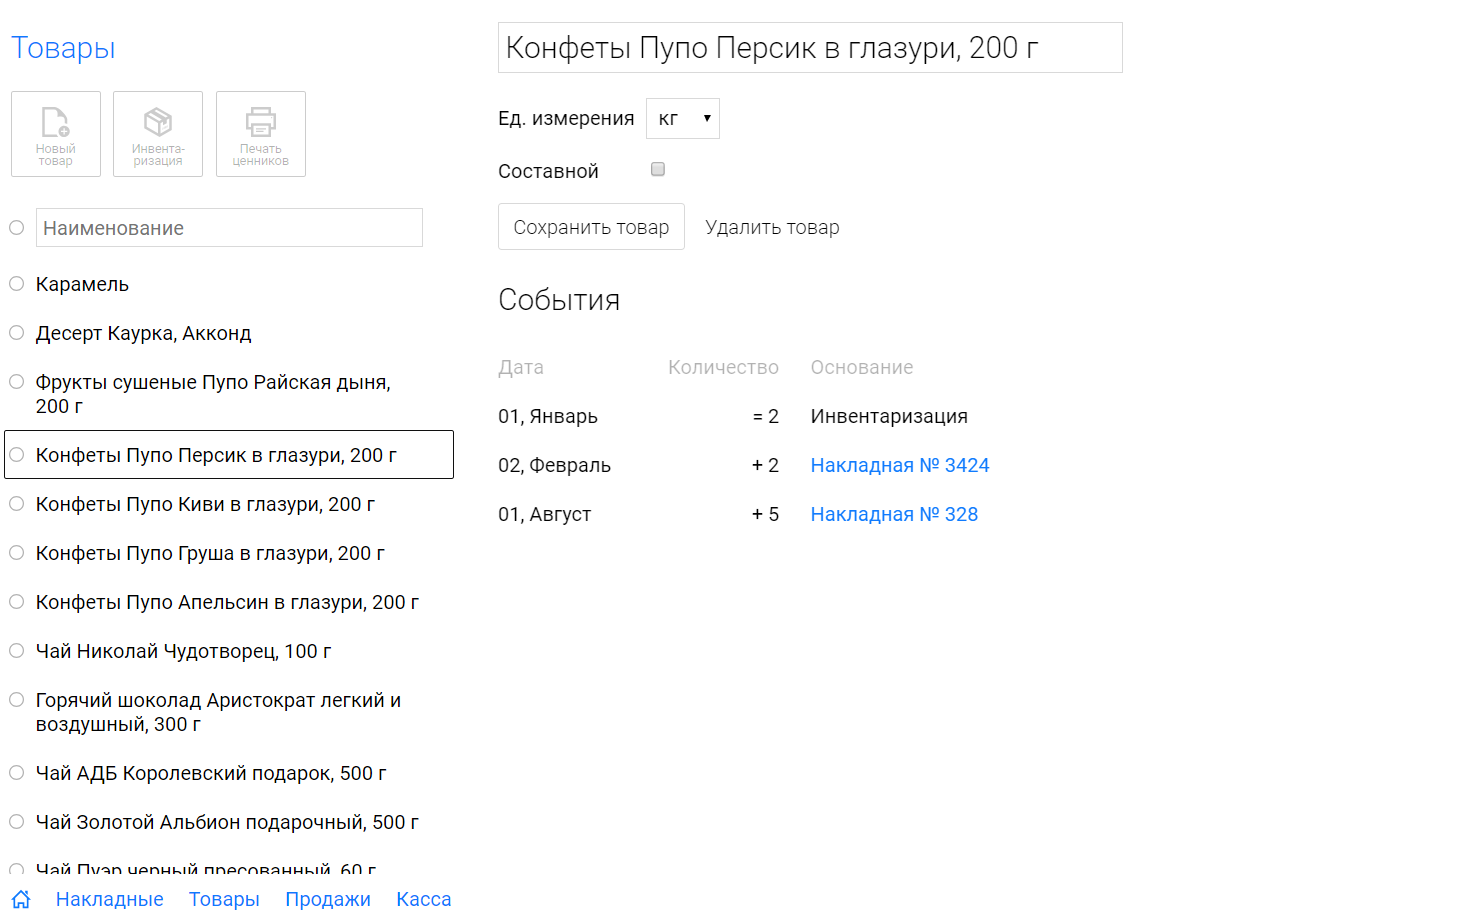 Товары
Новый
товар
Инвента-
ризация
Печать
ценников
Наименование
Карамель
Десерт Каурка, Акконд
Фрукты сушеные Пупо Райская дыня,
200 г
Конфеты Пупо Персик в глазури, 200 г
Конфеты Пупо Киви в глазури, 200 г
Конфеты Пупо Груша в глазури, 200 г
Конфеты Пупо Апельсин в глазури, 200 г
Чай Николай Чудотворец, 100 г
Горячий шоколад Аристократ легкий и
воздушный, 300 г
Чай АДБ Королевский подарок, 500 г
Чай Золотой Альбион подарочный, 500 г
Чай Пуэр черный пресованный, 60 г
Накладные Товары Продажи Касса
Конфеты Пупо Персик в глазури, 200 г
Ед. измерения кг
Составной
Сохранить товар Удалить товар
События
Дата Количество Основание
01, Январь = 2 Инвентаризация
02, Февраль + 2 Накладная № 3424
01, Август + 5 Накладная № 328